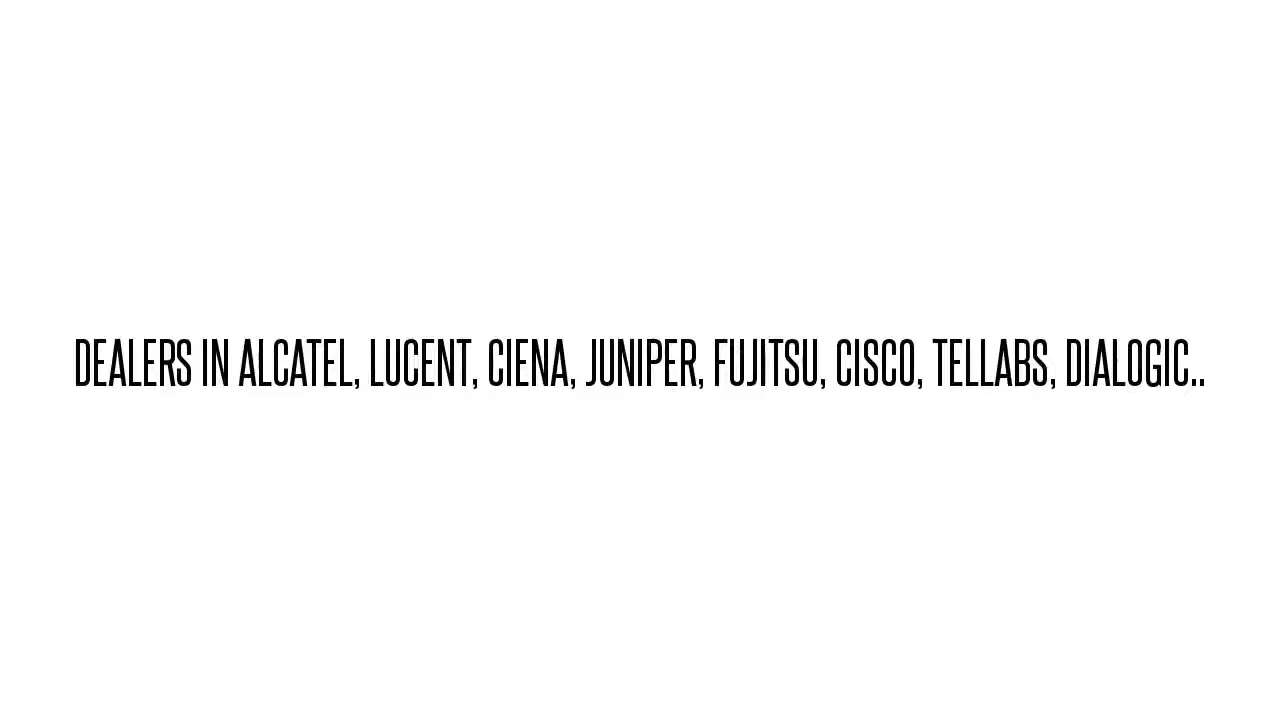 DEALERS IN ALCATEL, LUCENT, CIENA, JUNIPER, FUJITSU, CISCO, TELLABS, DIALOGIC..